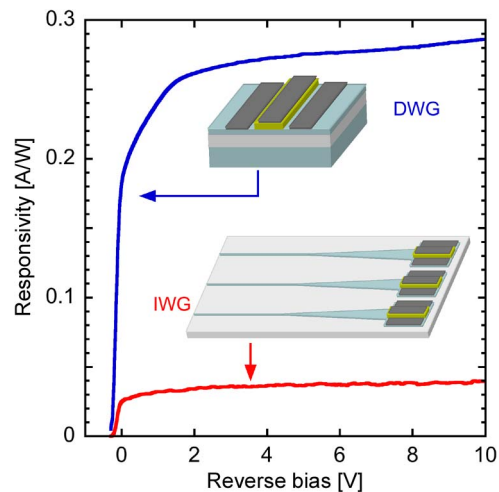 0.3
0.2
0.1
0
Responsivity [A/W]
DWG
IWG
0 2 4 6 8 10
Reverse bias [V]